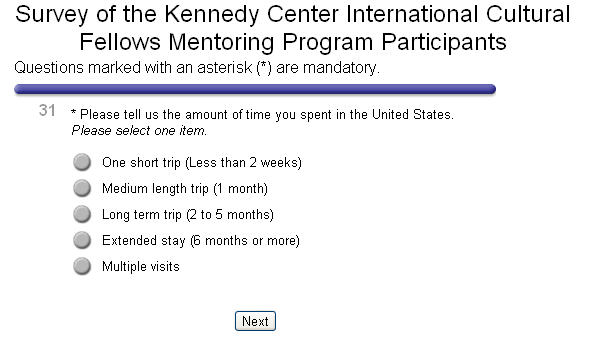 Survey of the Kennedy Center International Cultural
Fellows Mentoring Program Participants
Questions marked with an asterisk (*) are mandatory.
31 * Please tell us the amount of time you spent in the United States.
Please select one item.
One short trip (Less than 2 weeks)
Medium length trip (1 month)
Long term trip (2 to 5 months)
Extended stay (6 months or more)
Multiple visits
Next